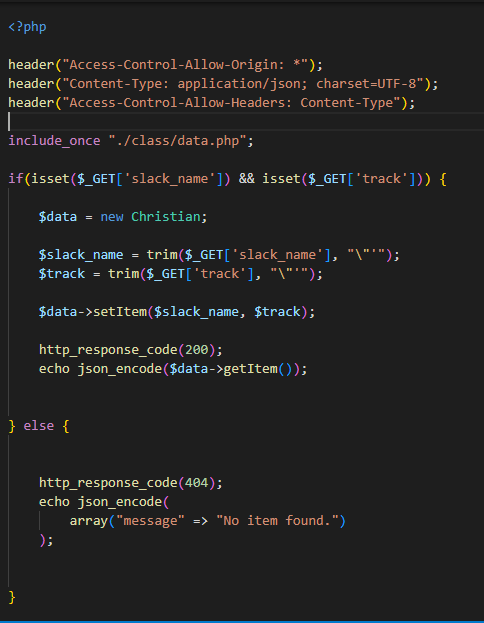 <?php
header("Access-Control-Allow-Origin: *");
header("Content-Type: application/json; charset=UTF-8");
header("Access-Control-Allow-Headers: Content-Type");
include_once "./class/data.php";
if(isset($_GET['slack_name']) && isset($_GET['track'])) {
$data = new Christian;
$slack_name = trim($_GET['slack_name'], "\"'");
$track = trim($_GET['track'], "\"'");
$data->setItem($slack_name, $track);
http_response_code(200);
echo json_encode($data->getItem());
} else {
http_response_code(404);
echo json_encode(
array("message" => "No item found.")
);
}